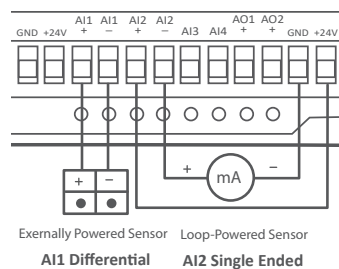 AI1 AI1 AI2 AI2 AO1 AO2
GND +24V + – + – AI3 AI4 + + GND +24V
+ –
+ mA –
Exernally Powered Sensor Loop-Powered Sensor
AI1 Differential AI2 Single Ended